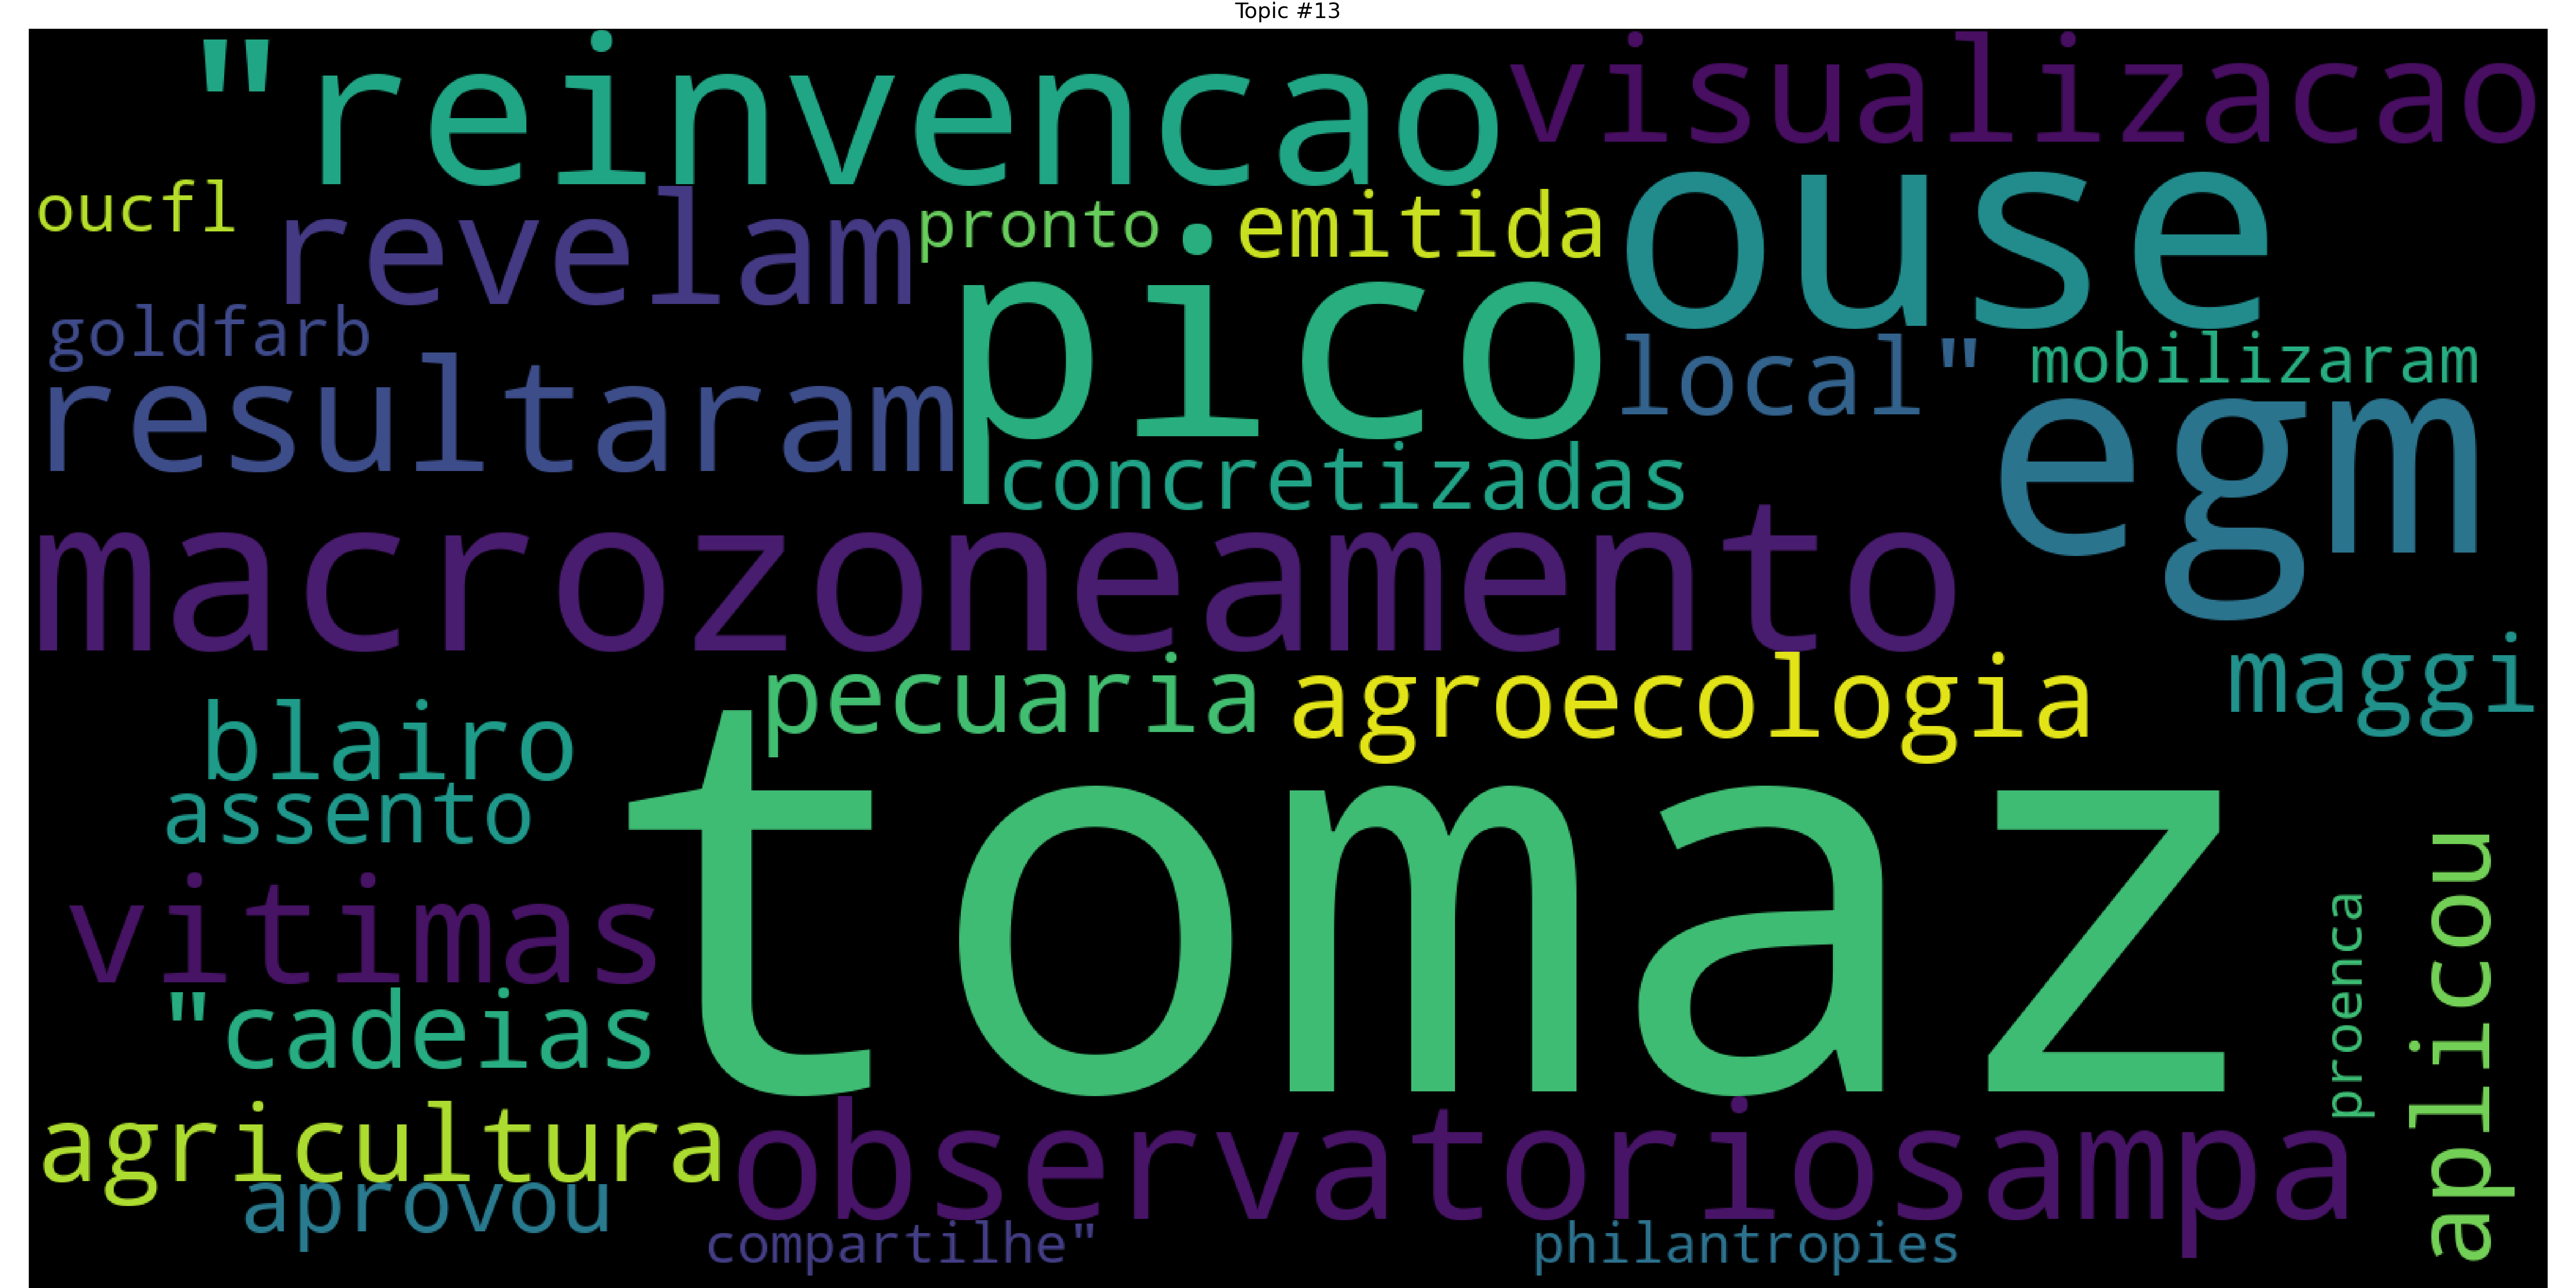 Topic #13
"reinvencao
visualizacao
oucfl
revelam
pronto
emitida
ouse
goldfarb
pico
local"
mobilizaram
resultaram
egm
concretizadas
macrozoneamento
maggi
pecuaria
agroecologia
blairo
assento
tomaz
vitimas
"cadeias
proenca
aplicou
agricultura
observatoriosampa
aprovou
compartilhe"
philantropies